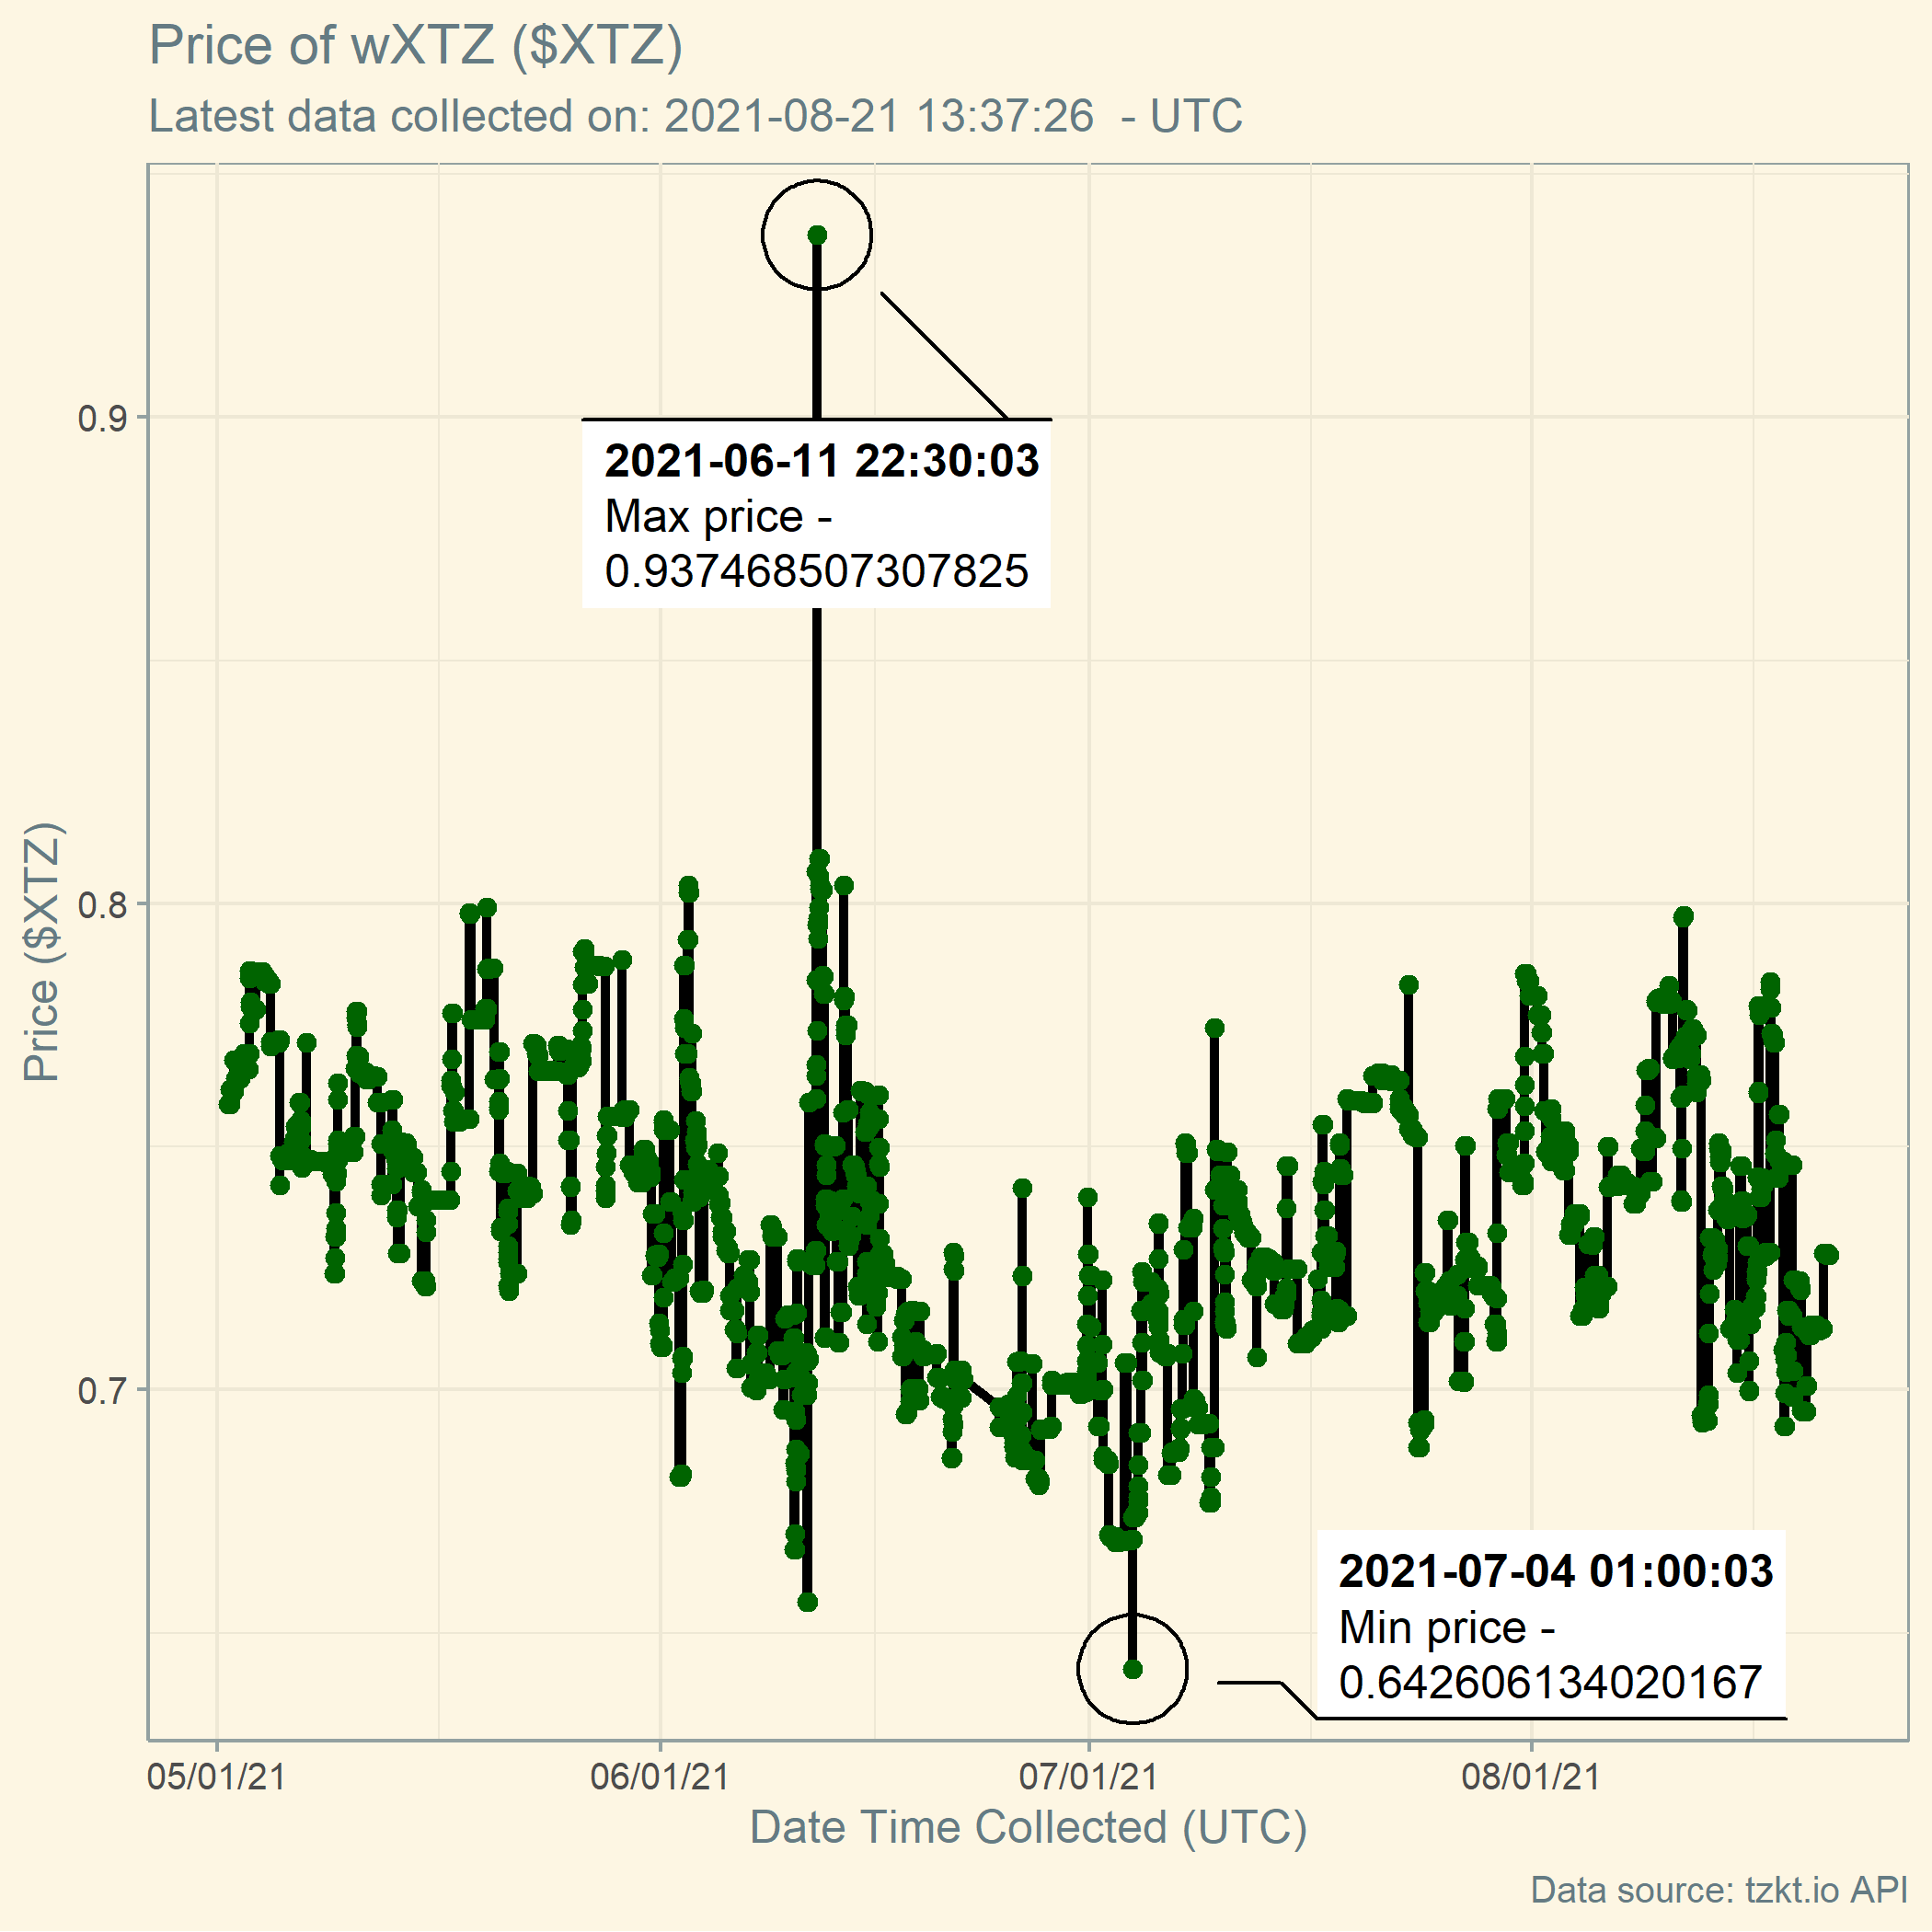 Price of wXTZ ($XTZ)
Latest data collected on: 2021-08-21 13:37:26  - UTC
2021-06-11 22:30:03
Max price -
0.937468507307825
2021-07-04 01:00:03
Min price -
0.642606134020167
Price ($XTZ)
0.9
0.8
0.7
05/01/21
06/01/21
07/01/21
08/01/21
Date Time Collected (UTC)
Data source: tzkt.io API